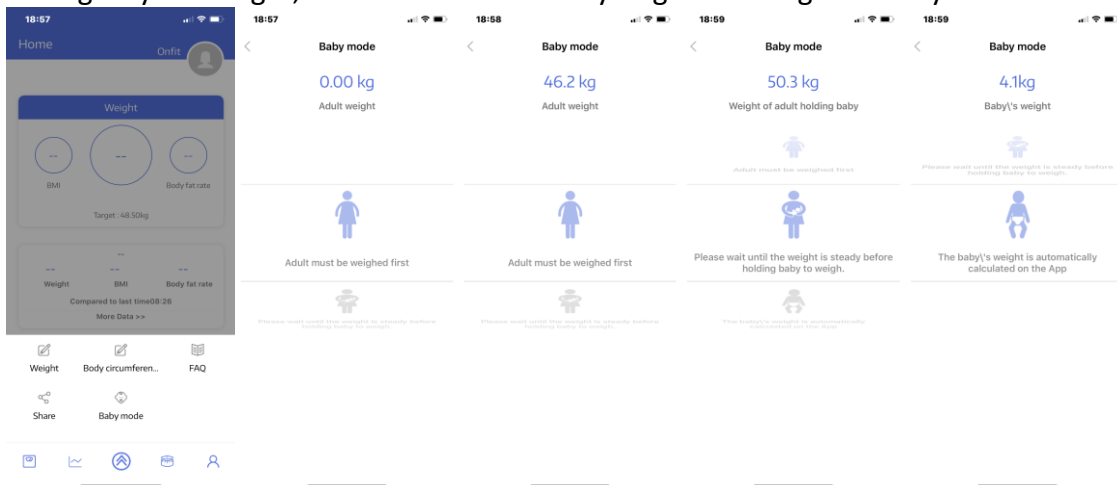 18:57
Home
Onfit
Weight
--
--
--
BMI
Body fat rate
Target : 48.50kg
--
--
--
--
Weight
BMI
Body fat rate
Compared to last time08:26
More Data >>
Weight
Body circumferen...
FAQ
Share
Baby mode
18:57
Baby mode
0.00 kg
Adult weight
Adult must be weighed first
Please wait until the weight is steady before
holding baby to weigh.
18:58
Baby mode
46.2 kg
Adult weight
Adult must be weighed first
Please wait until the weight is steady before
holding baby to weigh.
18:59
Baby mode
50.3 kg
Weight of adult holding baby
Adult must be weighed first
Please wait until the weight is steady before
holding baby to weigh.
The baby\'s weight is automatically
calculated on the App
18:59
Baby mode
4.1kg
Baby\'s weight
Please wait until the weight is steady before
holding baby to weigh.
The baby\'s weight is automatically
calculated on the App